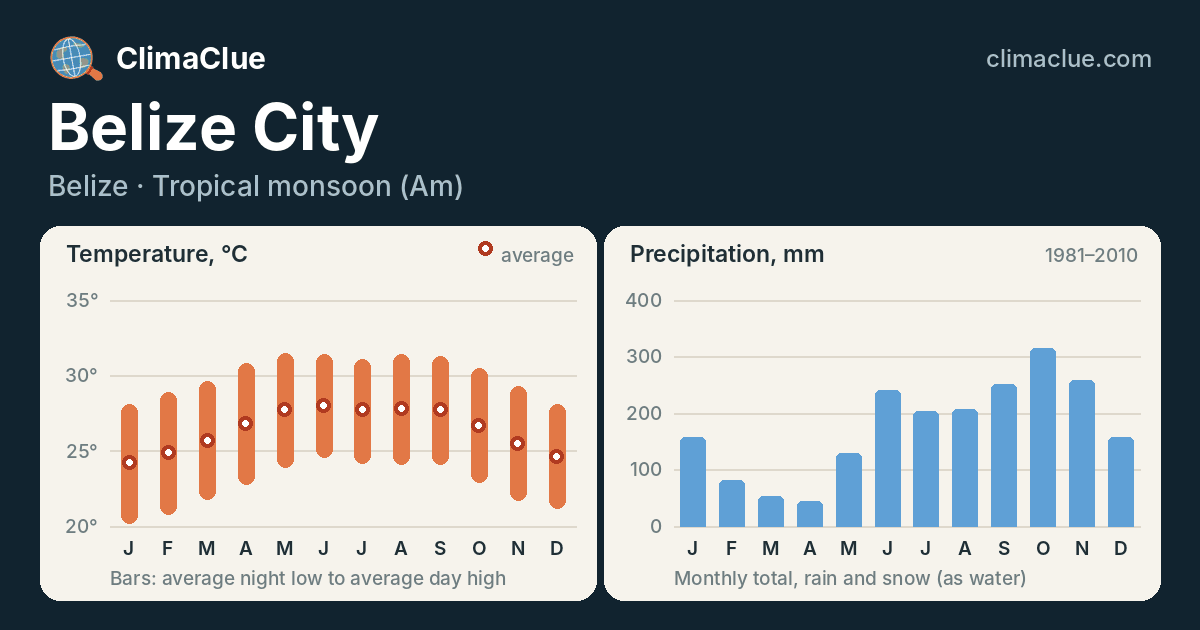 ClimaClue
climaclue.com
Belize City
Belize · Tropical monsoon (Am)
Temperature, °C
average
35°
30°
25°
20°
J F M A M J J A S O N D
Bars: average night low to average day high
Precipitation, mm
1981–2010
400
300
200
100
0
J F M A M J J A S O N D
Monthly total, rain and snow (as water)